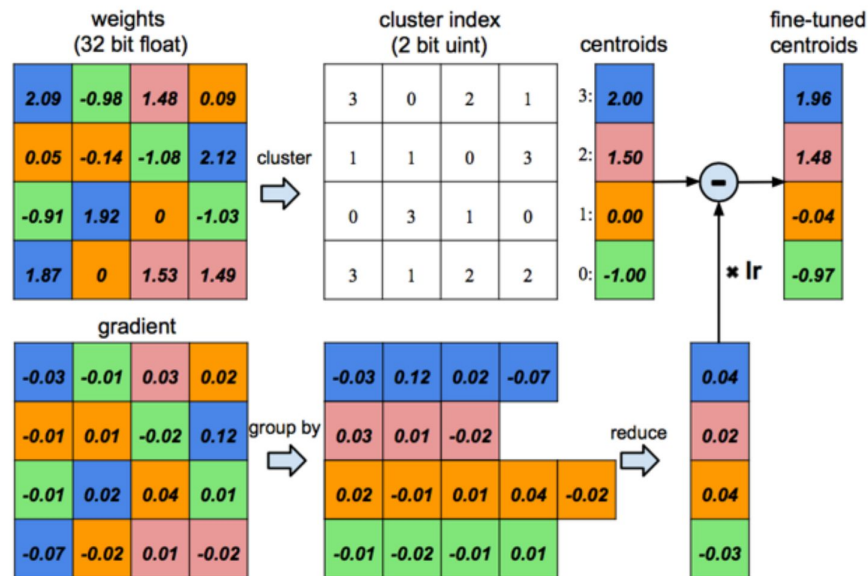 weights
(32 bit float)
cluster index
(2 bit uint)
centroids
fine-tuned
centroids
2.09 -0.98 1.48 0.09
3 0 2 1
3: 2.00
1.96
0.05 -0.14 -1.08 2.12
cluster
1 1 0 3
2: 1.50
1.48
-0.91 1.92 0 -1.03
0 3 1 0
1: 0.00
-0.04
1.87 0 1.53 1.49
3 1 2 2
0: -1.00
-0.97
× lr
gradient
-0.03 -0.01 0.03 0.02
-0.03 0.12 0.02 -0.07
0.04
-0.01 0.01 -0.02 0.12
group by
0.03 0.01 -0.02
reduce
0.02
-0.01 0.02 0.04 0.01
0.02 -0.01 0.01 0.04 -0.02
0.04
-0.07 -0.02 0.01 -0.02
-0.01 -0.02 -0.01 0.01
-0.03